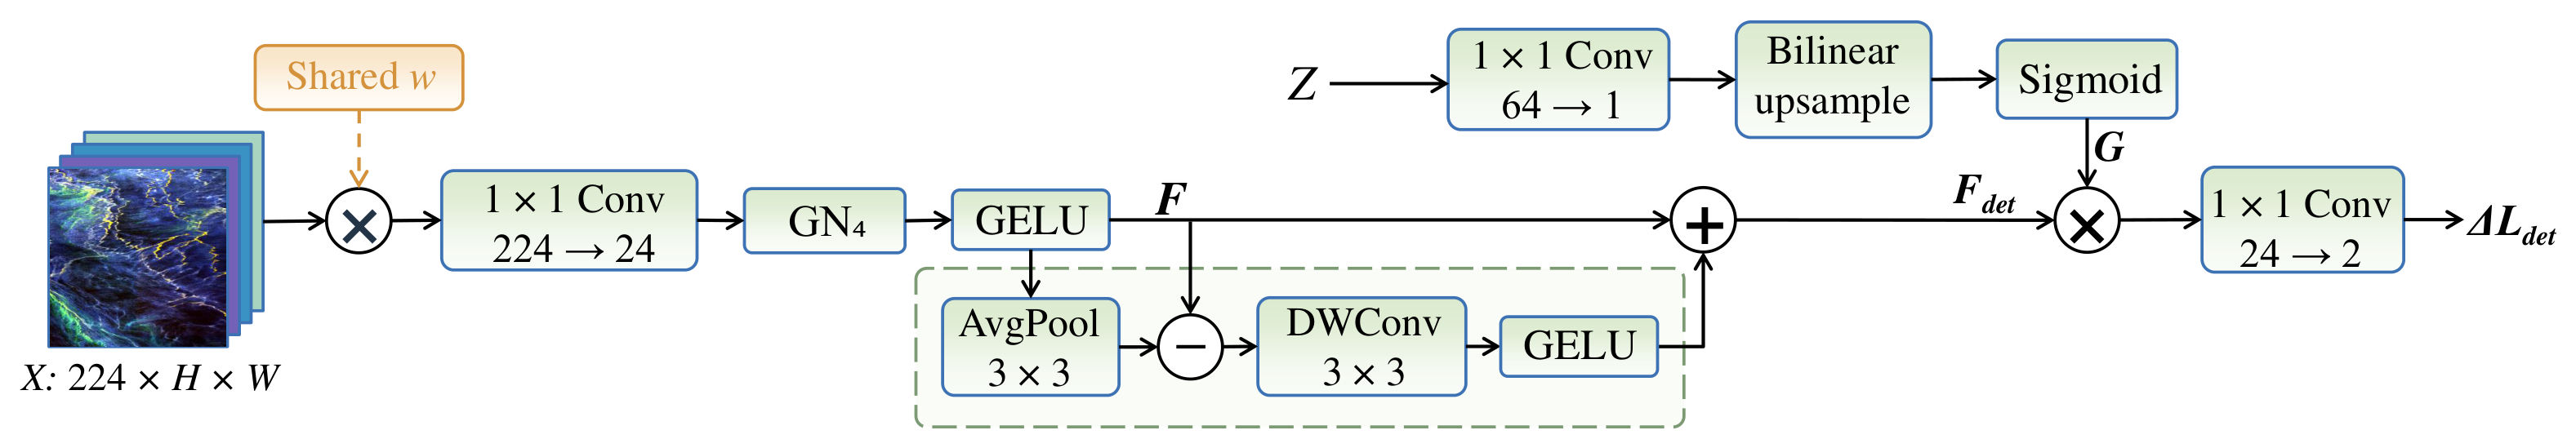 Shared w
X: 224 × H × W
1 × 1 Conv
224 → 24
GN₄
GELU
F
AvgPool
3 × 3
DWConv
3 × 3
GELU
Z
1 × 1 Conv
64 → 1
Bilinear
upsample
Sigmoid
G
F_det
1 × 1 Conv
24 → 2
ΔL_det